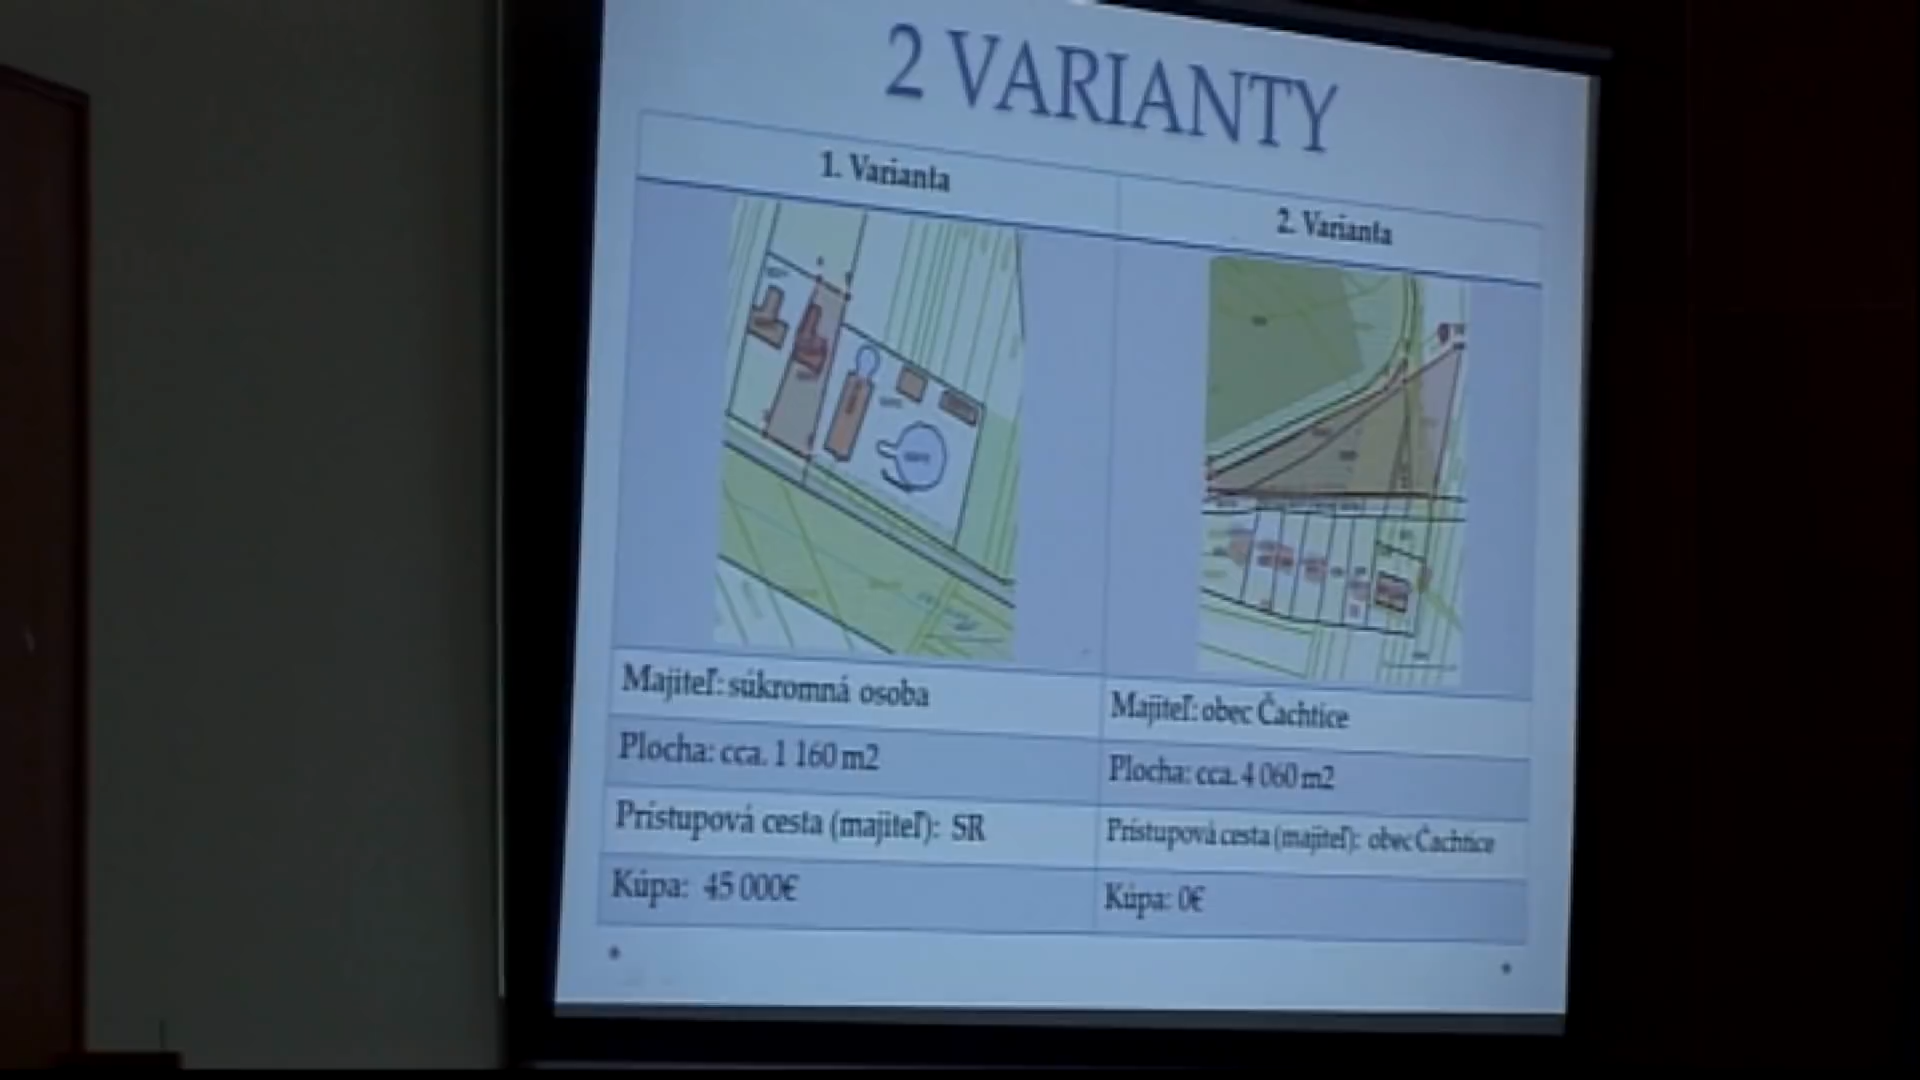 2 VARIANTY
1. Varianta
2. Varianta
Majiteľ: súkromná osoba
Majiteľ: obec Čachtice
Plocha: cca. 1 160 m2
Plocha: cca. 4 060 m2
Prístupová cesta (majiteľ): SR
Prístupová cesta (majiteľ): obec Čachtice
Kúpa: 45 000€
Kúpa: 0€